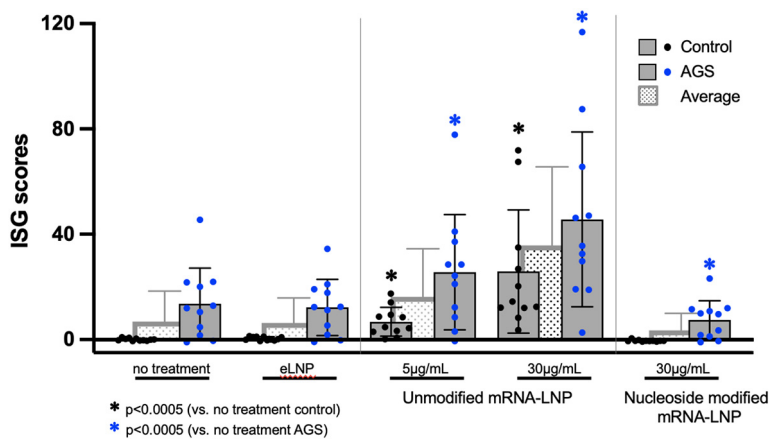 120
80
40
0
ISG scores
Control
AGS
Average
*
*
*
*
*
no treatment
eLNP
5µg/mL
30µg/mL
30µg/mL
Unmodified mRNA-LNP
Nucleoside modified
mRNA-LNP
* p<0.0005 (vs. no treatment control)
* p<0.0005 (vs. no treatment AGS)